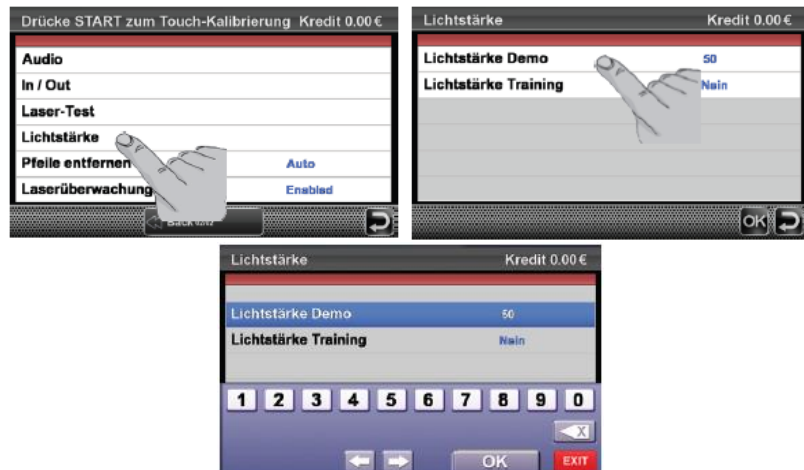 Drücke START zum Touch-Kalibrierung Kredit 0.00 €
Audio
In / Out
Laser-Test
Lichtstärke
Pfeile entfernen Auto
Laserüberwachung Enabled
Lichtstärke Kredit 0.00 €
Lichtstärke Demo 50
Lichtstärke Training Nein
OK
Lichtstärke Kredit 0.00 €
Lichtstärke Demo 50
Lichtstärke Training Nein
1 2 3 4 5 6 7 8 9 0
X
OK EXIT